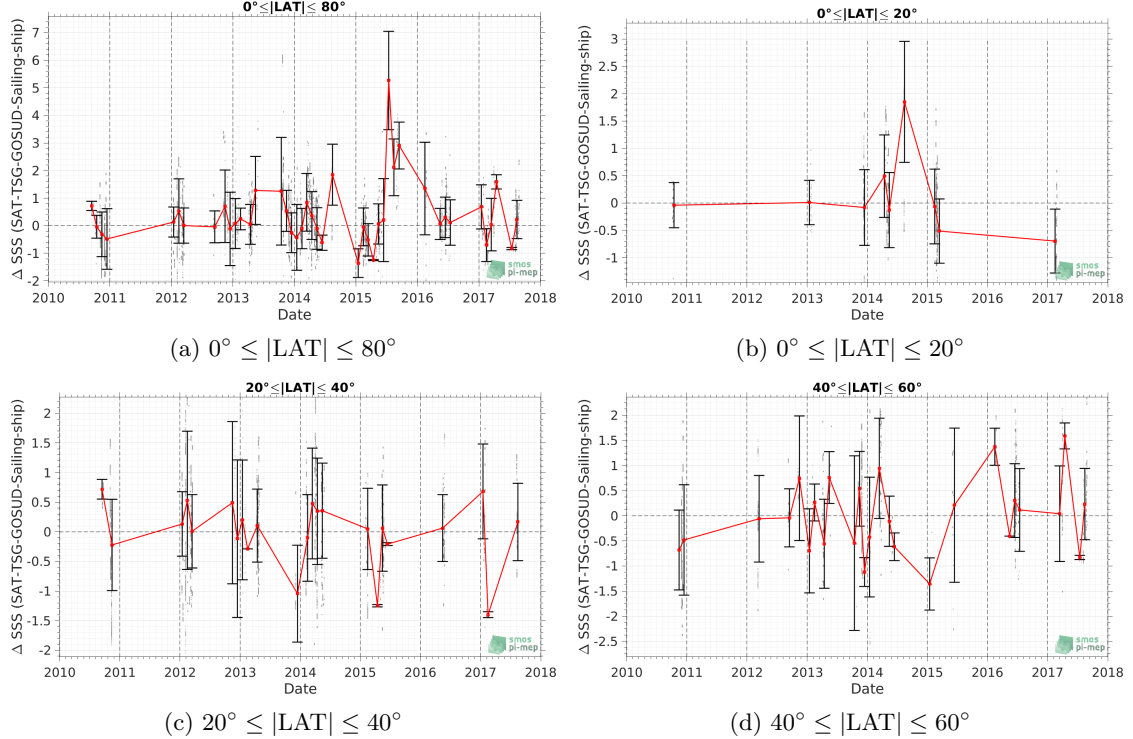 0°≤|LAT|≤ 80°
Δ SSS (SAT-TSG-GOSUD-Sailing-ship)
7
6
5
4
3
2
1
0
-1
-2
smos
pi-mep
2010 2011 2012 2013 2014 2015 2016 2017 2018
Date
(a) 0° ≤ |LAT| ≤ 80°
0°≤|LAT|≤ 20°
Δ SSS (SAT-TSG-GOSUD-Sailing-ship)
3
2.5
2
1.5
1
0.5
0
-0.5
-1
smos
pi-mep
2010 2011 2012 2013 2014 2015 2016 2017 2018
Date
(b) 0° ≤ |LAT| ≤ 20°
20°≤|LAT|≤ 40°
Δ SSS (SAT-TSG-GOSUD-Sailing-ship)
2
1.5
1
0.5
0
-0.5
-1
-1.5
-2
smos
pi-mep
2010 2011 2012 2013 2014 2015 2016 2017 2018
Date
(c) 20° ≤ |LAT| ≤ 40°
40°≤|LAT|≤ 60°
Δ SSS (SAT-TSG-GOSUD-Sailing-ship)
2
1.5
1
0.5
0
-0.5
-1
-1.5
-2
-2.5
smos
pi-mep
2010 2011 2012 2013 2014 2015 2016 2017 2018
Date
(d) 40° ≤ |LAT| ≤ 60°